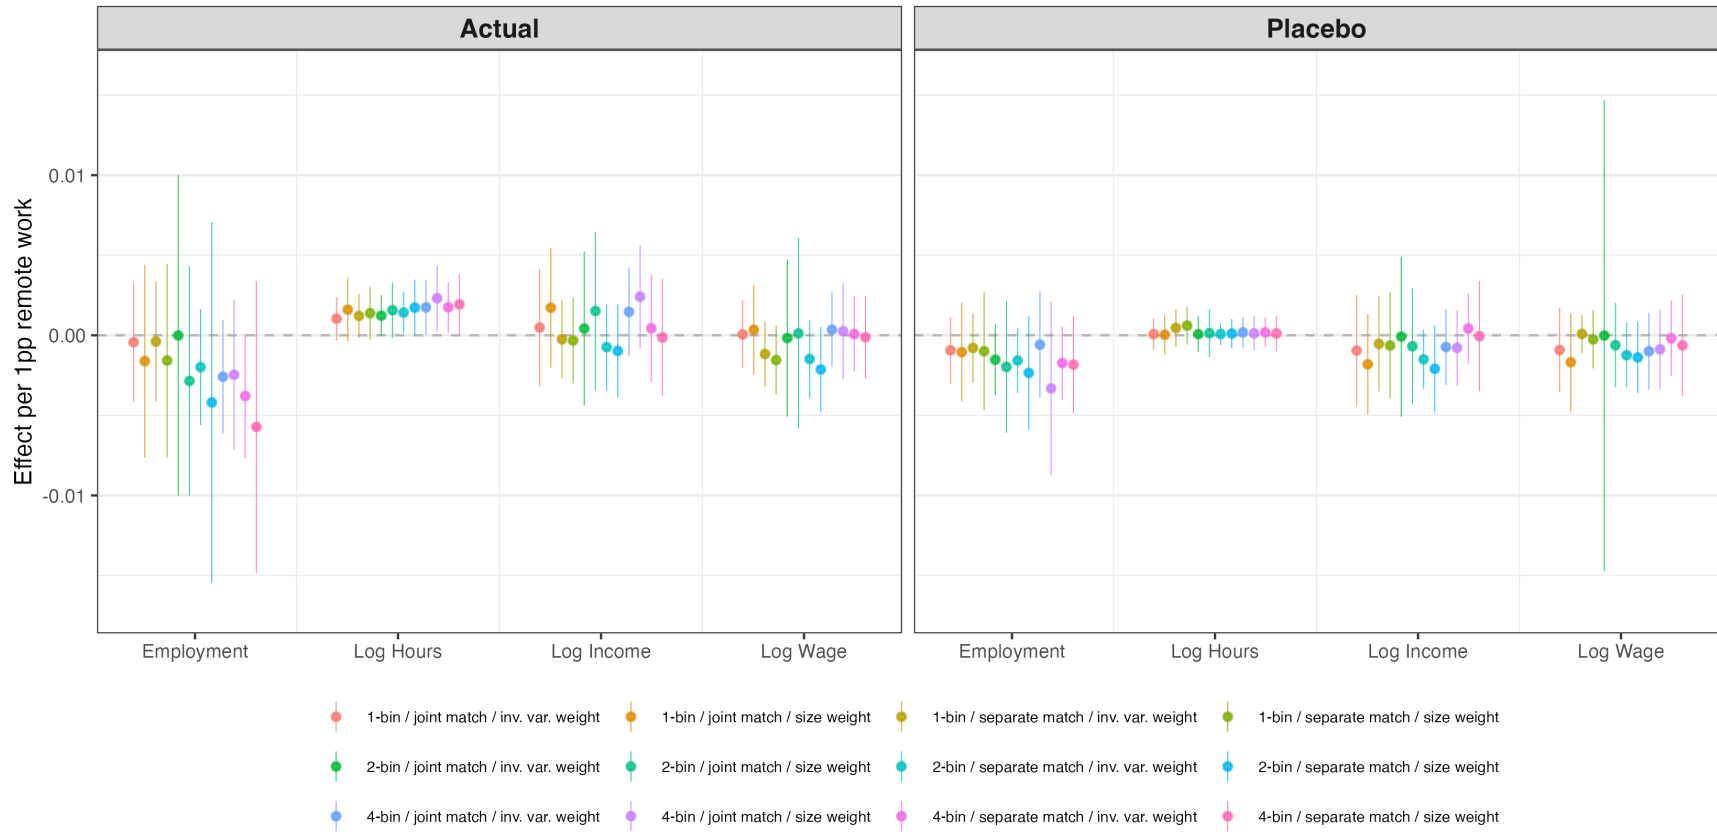 Actual Placebo
Effect per 1pp remote work
0.01
0.00
-0.01
Employment Log Hours Log Income Log Wage Employment Log Hours Log Income Log Wage
1-bin / joint match / inv. var. weight 1-bin / joint match / size weight 1-bin / separate match / inv. var. weight 1-bin / separate match / size weight
2-bin / joint match / inv. var. weight 2-bin / joint match / size weight 2-bin / separate match / inv. var. weight 2-bin / separate match / size weight
4-bin / joint match / inv. var. weight 4-bin / joint match / size weight 4-bin / separate match / inv. var. weight 4-bin / separate match / size weight